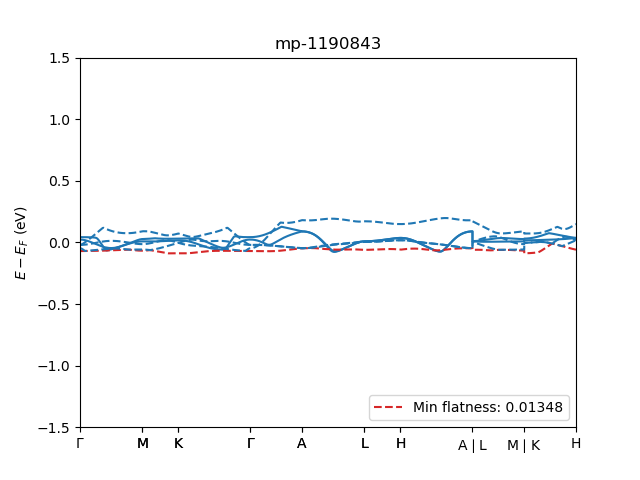 mp-1190843
E − E_F (eV)
1.5
1.0
0.5
0.0
−0.5
−1.0
−1.5
Min flatness: 0.01348
Γ M K Γ A L H A | L M | K H